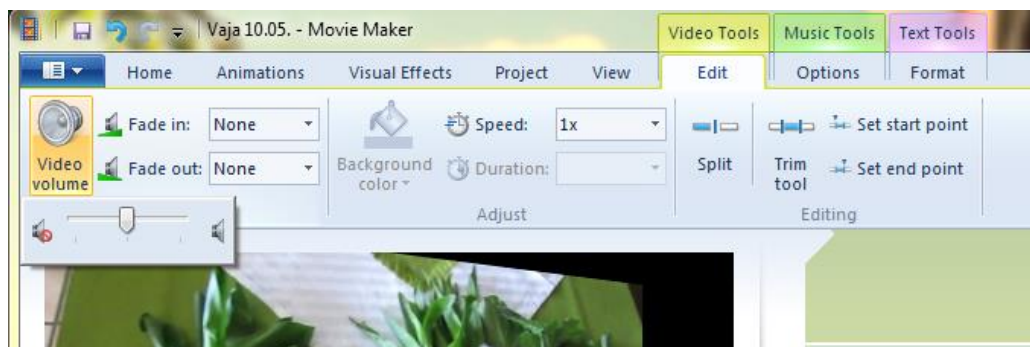 Vaja 10.05. - Movie Maker
Video Tools Music Tools Text Tools
Home Animations Visual Effects Project View Edit Options Format
Fade in: None Speed: 1x Set start point
Video volume Fade out: None Background color Duration: Split Trim tool Set end point
Adjust Editing